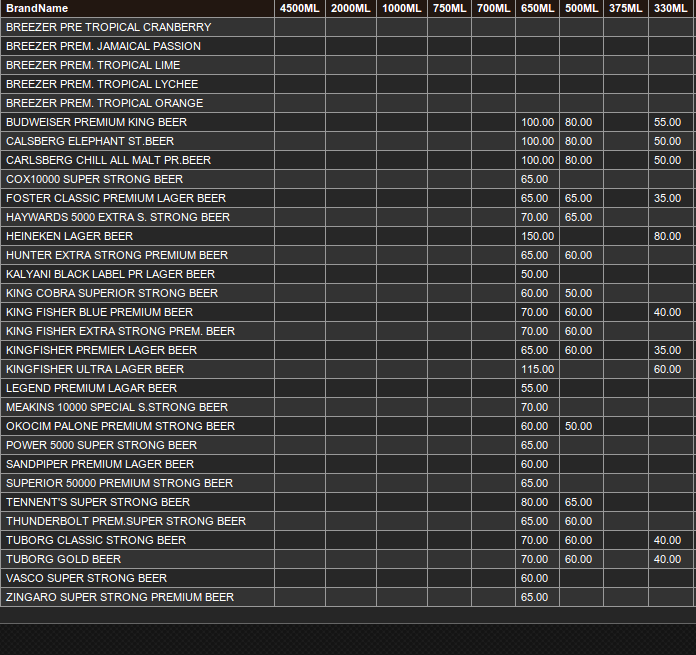 BrandName 4500ML 2000ML 1000ML 750ML 700ML 650ML 500ML 375ML 330ML
BREEZER PRE TROPICAL CRANBERRY
BREEZER PREM. JAMAICAL PASSION
BREEZER PREM. TROPICAL LIME
BREEZER PREM. TROPICAL LYCHEE
BREEZER PREM. TROPICAL ORANGE
BUDWEISER PREMIUM KING BEER 100.00 80.00 55.00
CALSBERG ELEPHANT ST.BEER 100.00 80.00 50.00
CARLSBERG CHILL ALL MALT PR.BEER 100.00 80.00 50.00
COX10000 SUPER STRONG BEER 65.00
FOSTER CLASSIC PREMIUM LAGER BEER 65.00 65.00 35.00
HAYWARDS 5000 EXTRA S. STRONG BEER 70.00 65.00
HEINEKEN LAGER BEER 150.00 80.00
HUNTER EXTRA STRONG PREMIUM BEER 65.00 60.00
KALYANI BLACK LABEL PR LAGER BEER 50.00
KING COBRA SUPERIOR STRONG BEER 60.00 50.00
KING FISHER BLUE PREMIUM BEER 70.00 60.00 40.00
KING FISHER EXTRA STRONG PREM. BEER 70.00 60.00
KINGFISHER PREMIER LAGER BEER 65.00 60.00 35.00
KINGFISHER ULTRA LAGER BEER 115.00 60.00
LEGEND PREMIUM LAGAR BEER 55.00
MEAKINS 10000 SPECIAL S.STRONG BEER 70.00
OKOCIM PALONE PREMIUM STRONG BEER 60.00 50.00
POWER 5000 SUPER STRONG BEER 65.00
SANDPIPER PREMIUM LAGER BEER 60.00
SUPERIOR 50000 PREMIUM STRONG BEER 65.00
TENNENT'S SUPER STRONG BEER 80.00 65.00
THUNDERBOLT PREM.SUPER STRONG BEER 65.00 60.00
TUBORG CLASSIC STRONG BEER 70.00 60.00 40.00
TUBORG GOLD BEER 70.00 60.00 40.00
VASCO SUPER STRONG BEER 60.00
ZINGARO SUPER STRONG PREMIUM BEER 65.00